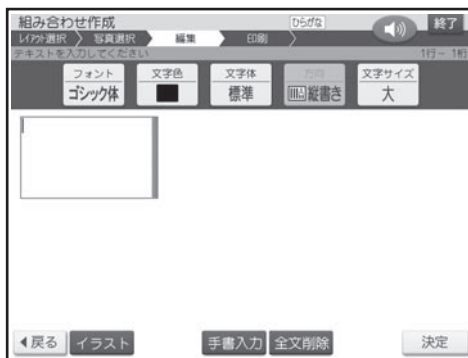 組み合わせ作成 ひらがな 終了
ﾚｲｱｳﾄ選択 写真選択 編集 印刷
テキストを入力してください 1行- 1桁
フォント 文字色 文字体 方向 文字サイズ
ゴシック体 標準 縦書き 大
戻る イラスト 手書入力 全文削除 決定